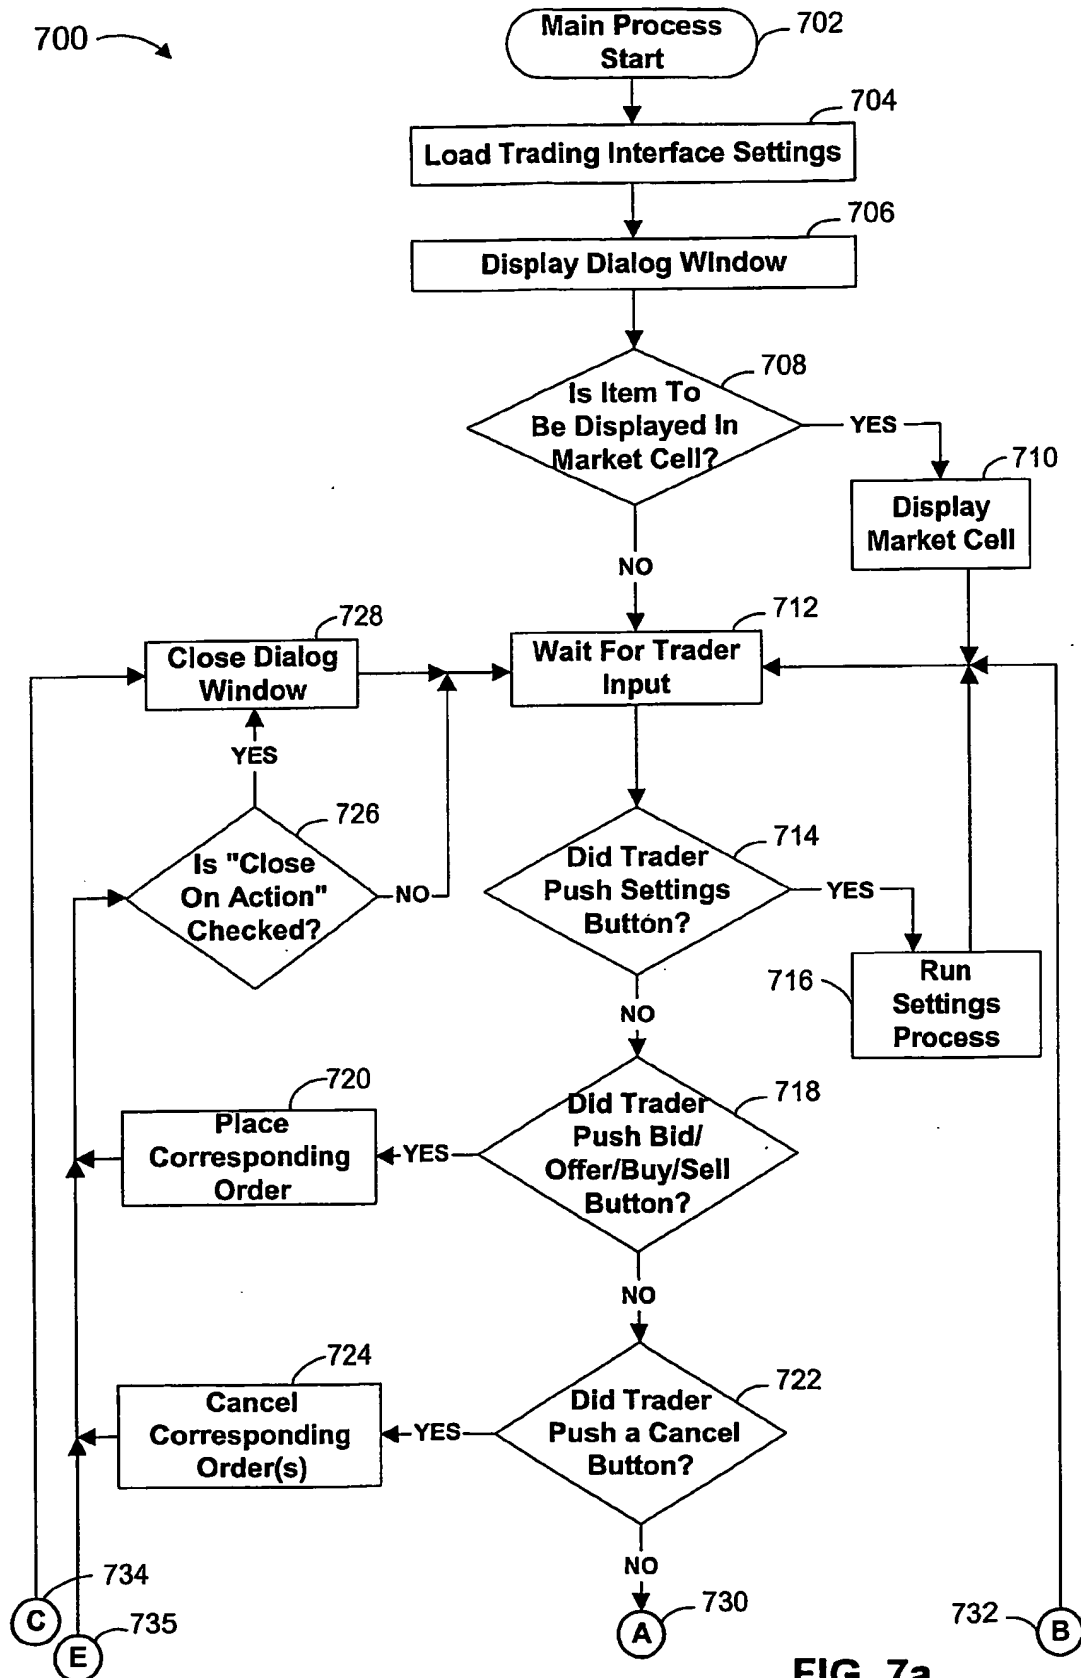 700
Main Process
Start
702
704
Load Trading Interface Settings
706
Display Dialog Window
708
Is Item To
Be Displayed In
Market Cell?
YES
710
Display
Market Cell
NO
712
Wait For Trader
Input
728
Close Dialog
Window
YES
726
Is "Close
On Action"
Checked?
NO
714
Did Trader
Push Settings
Button?
YES
716
Run
Settings
Process
NO
718
Did Trader
Push Bid/
Offer/Buy/Sell
Button?
YES
720
Place
Corresponding
Order
NO
722
Did Trader
Push a Cancel
Button?
YES
724
Cancel
Corresponding
Order(s)
NO
734
C
735
E
730
A
732
B
FIG. 7a